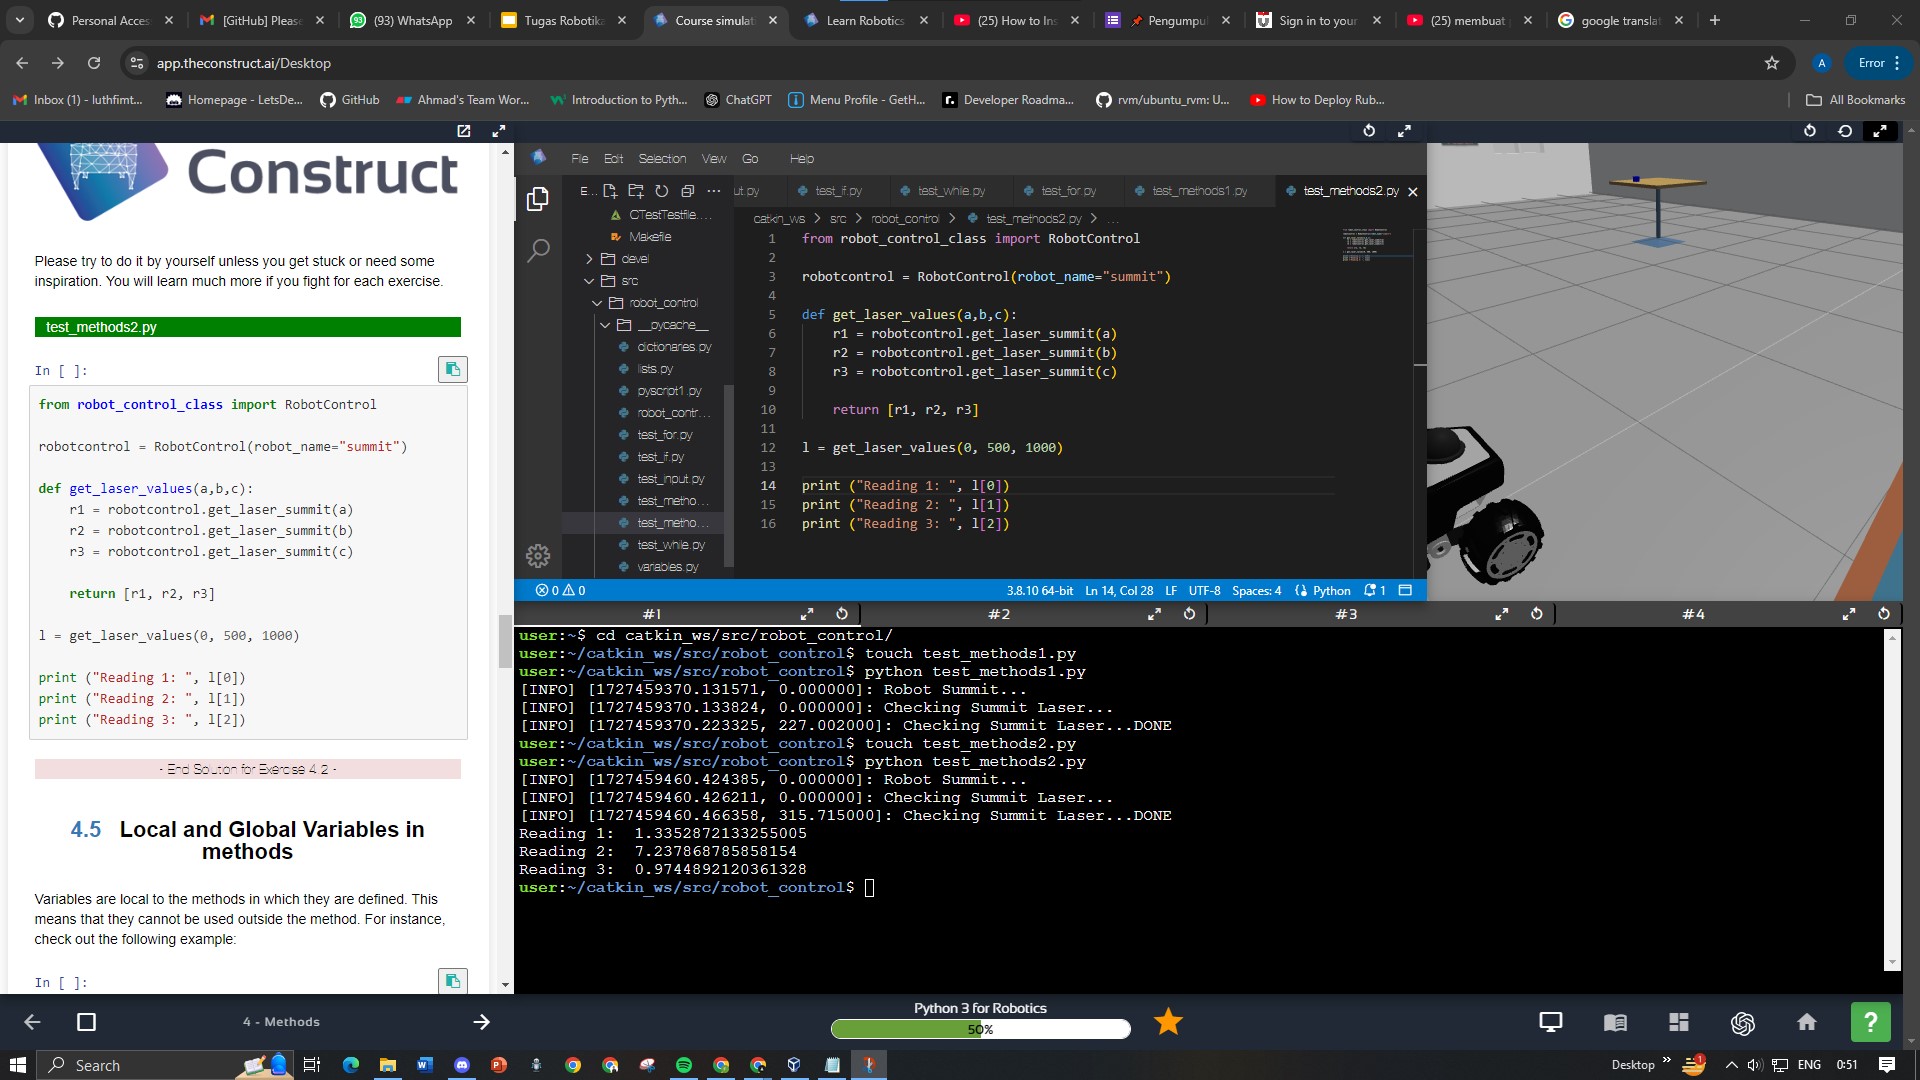 Personal Acces
[GitHub] Please
(93) WhatsApp
Tugas Robotika
Course simulat
Learn Robotics
(25) How to Ins
Pengumpul
Sign in to your
(25) membuat
google translat
app.theconstruct.ai/Desktop
A
Error
Inbox (1) - luthfimt...
Homepage - LetsDe...
GitHub
Ahmad's Team Wor...
Introduction to Pyth...
ChatGPT
Menu Profile - GetH...
Developer Roadma...
rvm/ubuntu_rvm: U...
How to Deploy Rub...
All Bookmarks
Construct
Please try to do it by yourself unless you get stuck or need some
inspiration. You will learn much more if you fight for each exercise.
test_methods2.py
In [ ]:
from robot_control_class import RobotControl
robotcontrol = RobotControl(robot_name="summit")
def get_laser_values(a,b,c):
r1 = robotcontrol.get_laser_summit(a)
r2 = robotcontrol.get_laser_summit(b)
r3 = robotcontrol.get_laser_summit(c)
return [r1, r2, r3]
l = get_laser_values(0, 500, 1000)
print ("Reading 1: ", l[0])
print ("Reading 2: ", l[1])
print ("Reading 3: ", l[2])
- End Solution for Exercise 4.2 -
4.5 Local and Global Variables in
methods
Variables are local to the methods in which they are defined. This
means that they cannot be used outside the method. For instance,
check out the following example:
In [ ]:
File Edit Selection View Go Help
E...
CTestTestfile....
Makefile
devel
src
robot_control
__pycache__
dictionaries.py
lists.py
pyscript1.py
robot_contr...
test_for.py
test_if.py
test_input.py
test_metho...
test_metho...
test_while.py
variables.py
ut.py
test_if.py
test_while.py
test_for.py
test_methods1.py
test_methods2.py
catkin_ws > src > robot_control > test_methods2.py > ...
1 from robot_control_class import RobotControl
2
3 robotcontrol = RobotControl(robot_name="summit")
4
5 def get_laser_values(a,b,c):
6 r1 = robotcontrol.get_laser_summit(a)
7 r2 = robotcontrol.get_laser_summit(b)
8 r3 = robotcontrol.get_laser_summit(c)
9
10 return [r1, r2, r3]
11
12 l = get_laser_values(0, 500, 1000)
13
14 print ("Reading 1: ", l[0])
15 print ("Reading 2: ", l[1])
16 print ("Reading 3: ", l[2])
0 0
3.8.10 64-bit Ln 14, Col 28 LF UTF-8 Spaces: 4 Python 1
#1
#2
#3
#4
user:~$ cd catkin_ws/src/robot_control/
user:~/catkin_ws/src/robot_control$ touch test_methods1.py
user:~/catkin_ws/src/robot_control$ python test_methods1.py
[INFO] [1727459370.131571, 0.000000]: Robot Summit...
[INFO] [1727459370.133824, 0.000000]: Checking Summit Laser...
[INFO] [1727459370.223325, 227.002000]: Checking Summit Laser...DONE
user:~/catkin_ws/src/robot_control$ touch test_methods2.py
user:~/catkin_ws/src/robot_control$ python test_methods2.py
[INFO] [1727459460.424385, 0.000000]: Robot Summit...
[INFO] [1727459460.426211, 0.000000]: Checking Summit Laser...
[INFO] [1727459460.466358, 315.715000]: Checking Summit Laser...DONE
Reading 1:  1.3352872133255005
Reading 2:  7.237868785858154
Reading 3:  0.9744892120361328
user:~/catkin_ws/src/robot_control$
4 - Methods
Python 3 for Robotics
50%
?
Search
Desktop
1
ENG
0:51